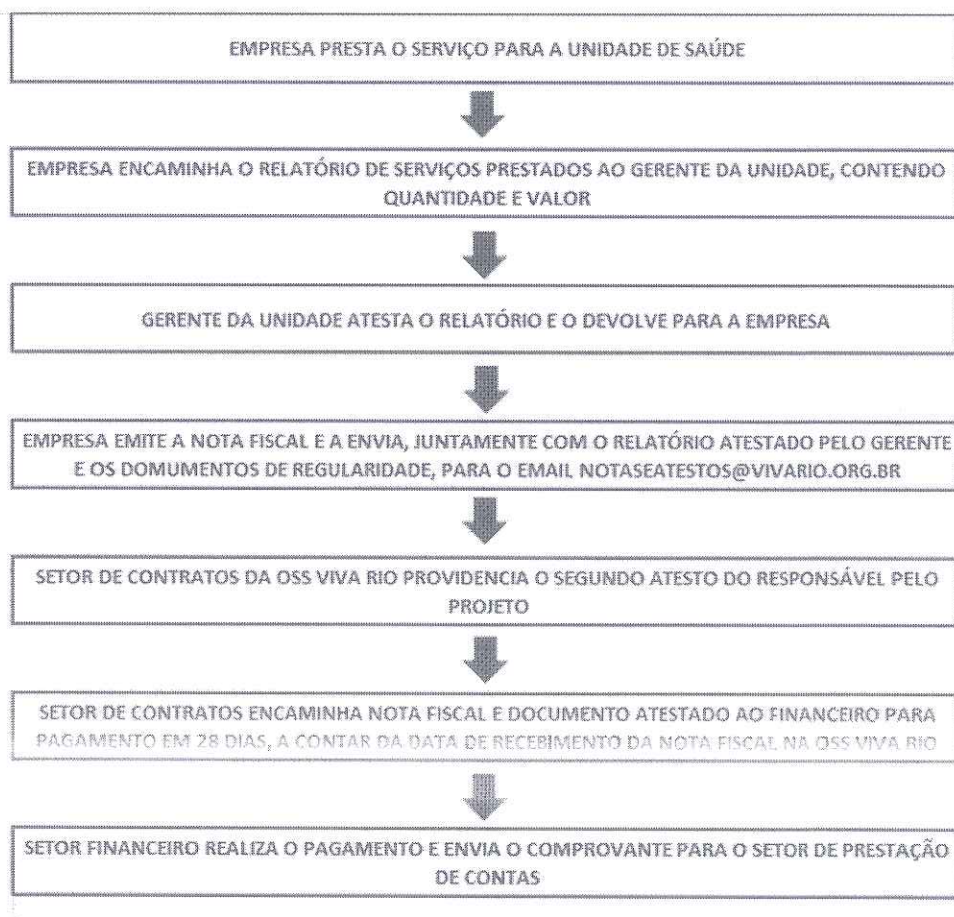 EMPRESA PRESTA O SERVIÇO PARA A UNIDADE DE SAÚDE
EMPRESA ENCAMINHA O RELATÓRIO DE SERVIÇOS PRESTADOS AO GERENTE DA UNIDADE, CONTENDO
QUANTIDADE E VALOR
GERENTE DA UNIDADE ATESTA O RELATÓRIO E O DEVOLVE PARA A EMPRESA
EMPRESA EMITE A NOTA FISCAL E A ENVIA, JUNTAMENTE COM O RELATÓRIO ATESTADO PELO GERENTE
E OS DOMUMENTOS DE REGULARIDADE, PARA O EMAIL NOTASEATESTOS@VIVARIO.ORG.BR
SETOR DE CONTRATOS DA OSS VIVA RIO PROVIDENCIA O SEGUNDO ATESTO DO RESPONSÁVEL PELO
PROJETO
SETOR DE CONTRATOS ENCAMINHA NOTA FISCAL E DOCUMENTO ATESTADO AO FINANCEIRO PARA
PAGAMENTO EM 28 DIAS, A CONTAR DA DATA DE RECEBIMENTO DA NOTA FISCAL NA OSS VIVA RIO
SETOR FINANCEIRO REALIZA O PAGAMENTO E ENVIA O COMPROVANTE PARA O SETOR DE PRESTAÇÃO
DE CONTAS